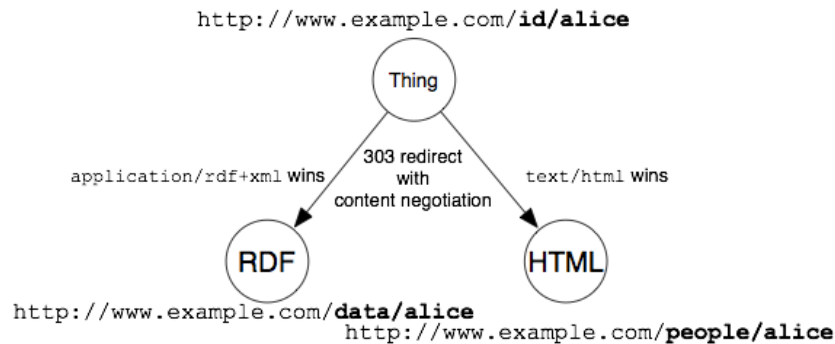 http://www.example.com/id/alice
Thing
303 redirect
with
content negotiation
application/rdf+xml wins
text/html wins
RDF
HTML
http://www.example.com/data/alice
http://www.example.com/people/alice